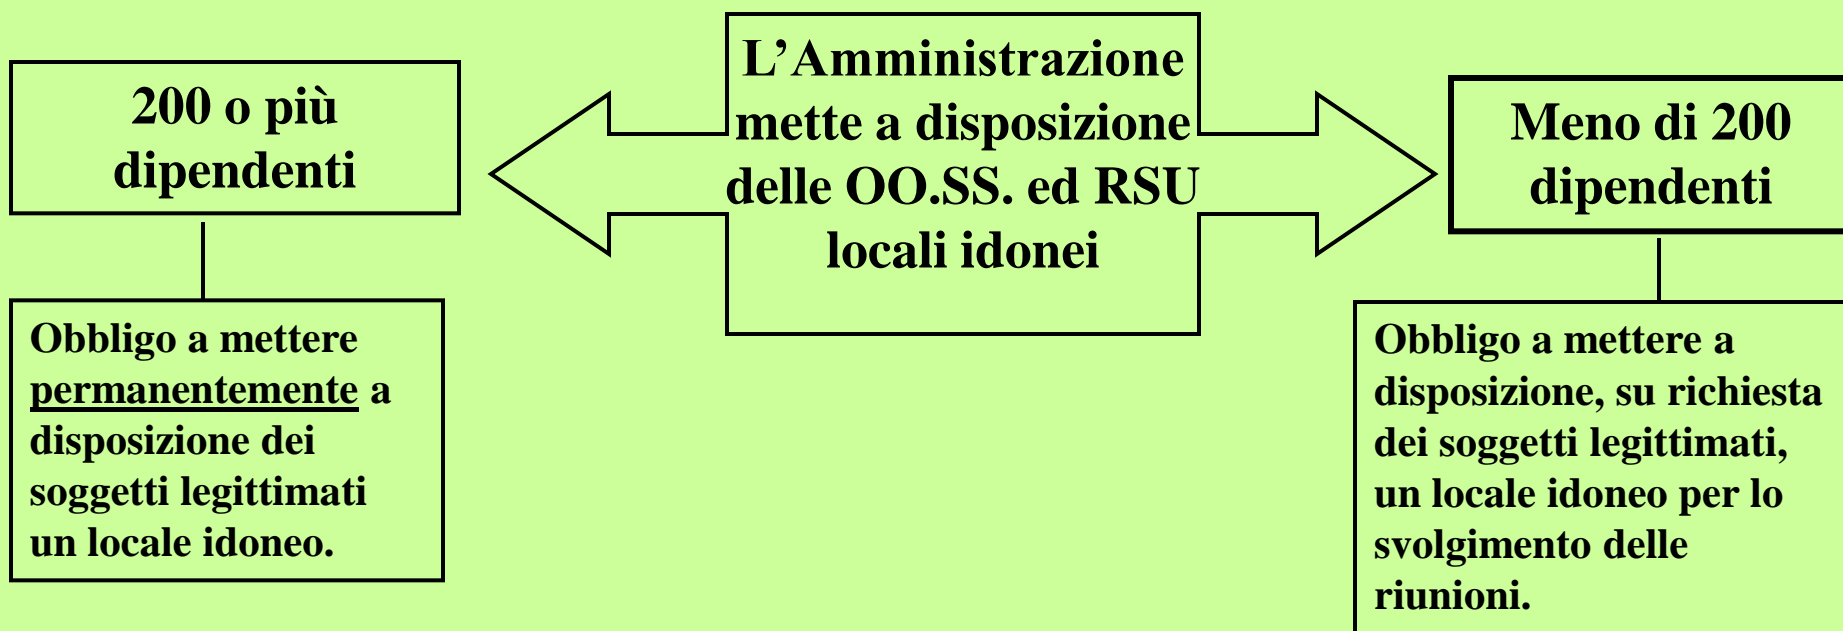 L’Amministrazione
mette a disposizione
delle OO.SS. ed RSU
locali idonei
200 o più
dipendenti
Obbligo a mettere
permanentemente a
disposizione dei
soggetti legittimati
un locale idoneo.
Meno di 200
dipendenti
Obbligo a mettere a
disposizione, su richiesta
dei soggetti legittimati,
un locale idoneo per lo
svolgimento delle
riunioni.